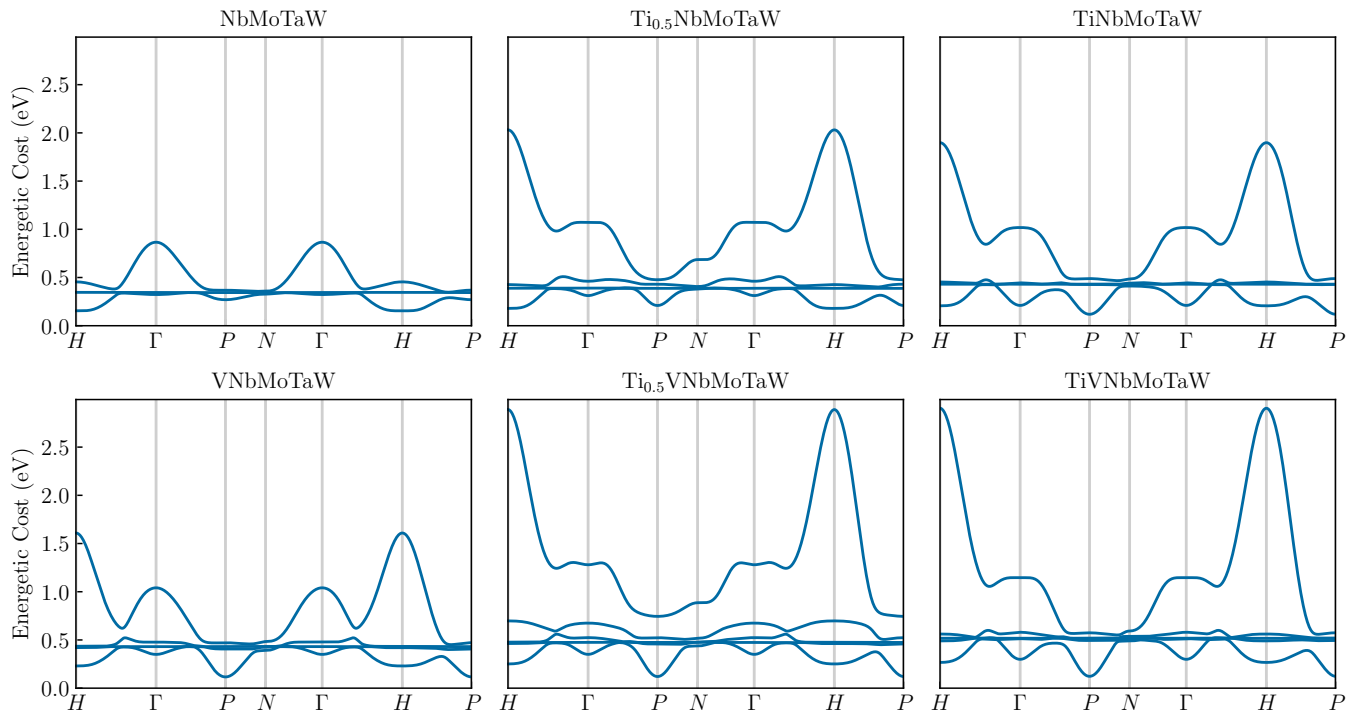 NbMoTaW
Ti₀.₅NbMoTaW
TiNbMoTaW
Energetic Cost (eV)
2.5
2.0
1.5
1.0
0.5
0.0
H Γ P N Γ H P
H Γ P N Γ H P
H Γ P N Γ H P
VNbMoTaW
Ti₀.₅VNbMoTaW
TiVNbMoTaW
Energetic Cost (eV)
2.5
2.0
1.5
1.0
0.5
0.0
H Γ P N Γ H P
H Γ P N Γ H P
H Γ P N Γ H P